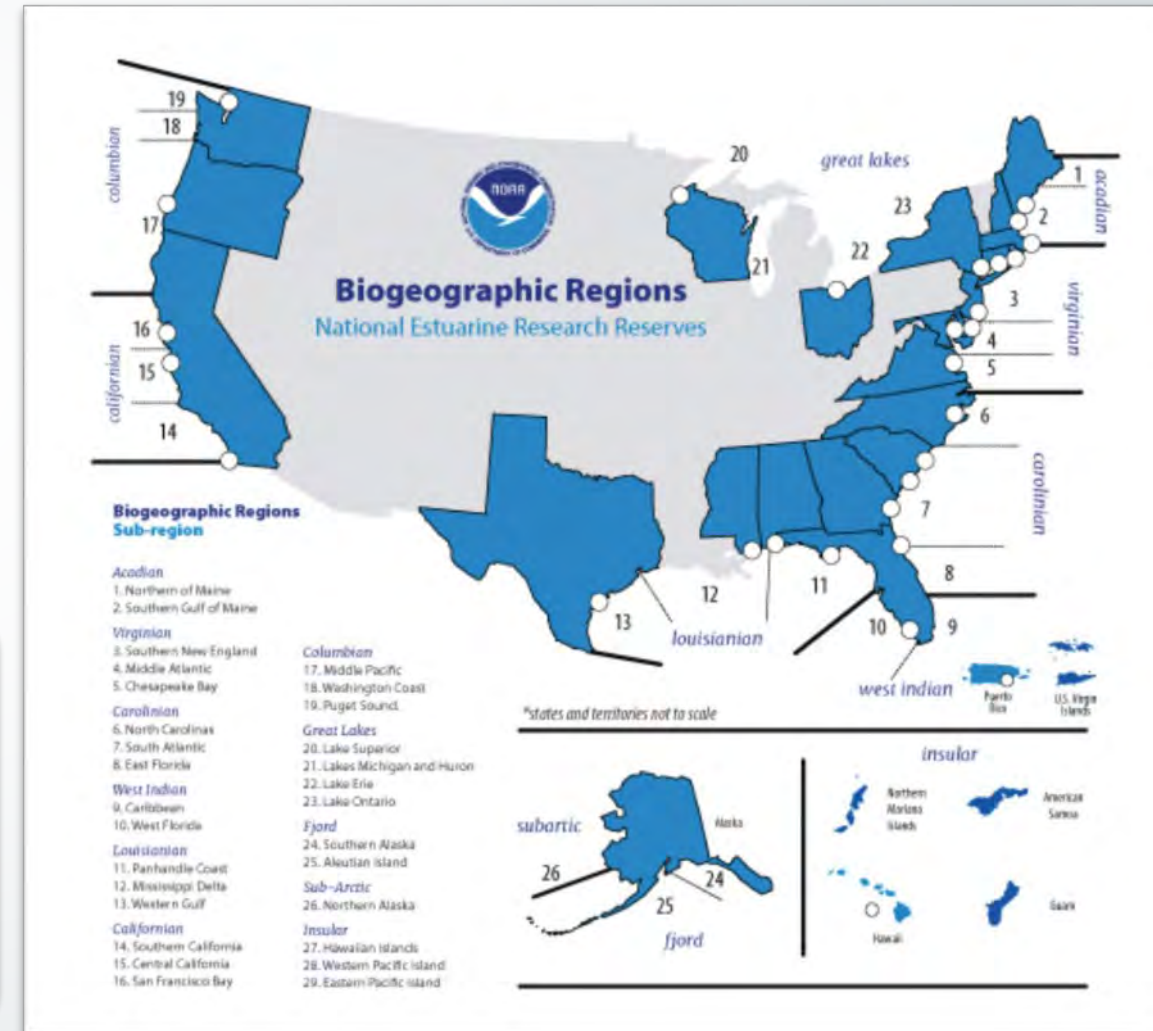 19
18
columbian
17
16
californian
15
14
20
great lakes
23
22
21
1
acadian
2
3
virginian
4
5
6
carolinian
7
8
9
10
11
12
13
louisianian
west indian
NOAA
Biogeographic Regions
National Estuarine Research Reserves
Puerto Rico
U.S. Virgin Islands
*states and territories not to scale
Biogeographic Regions
Sub-region
Acadian
1. Northern of Maine
2. Southern Gulf of Maine
Virginian
3. Southern New England
4. Middle Atlantic
5. Chesapeake Bay
Carolinian
6. North Carolinas
7. South Atlantic
8. East Florida
West Indian
9. Caribbean
10. West Florida
Louisianian
11. Panhandle Coast
12. Mississippi Delta
13. Western Gulf
Californian
14. Southern California
15. Central California
16. San Francisco Bay
Columbian
17. Middle Pacific
18. Washington Coast
19. Puget Sound
Great Lakes
20. Lake Superior
21. Lakes Michigan and Huron
22. Lake Erie
23. Lake Ontario
Fjord
24. Southern Alaska
25. Aleutian Island
Sub-Arctic
26. Northern Alaska
Insular
27. Hawaiian Islands
28. Western Pacific Island
29. Eastern Pacific Island
subartic
26
Alaska
24
25
fjord
insular
Northern
Mariana
Islands
American
Samoa
Hawaii
Guam